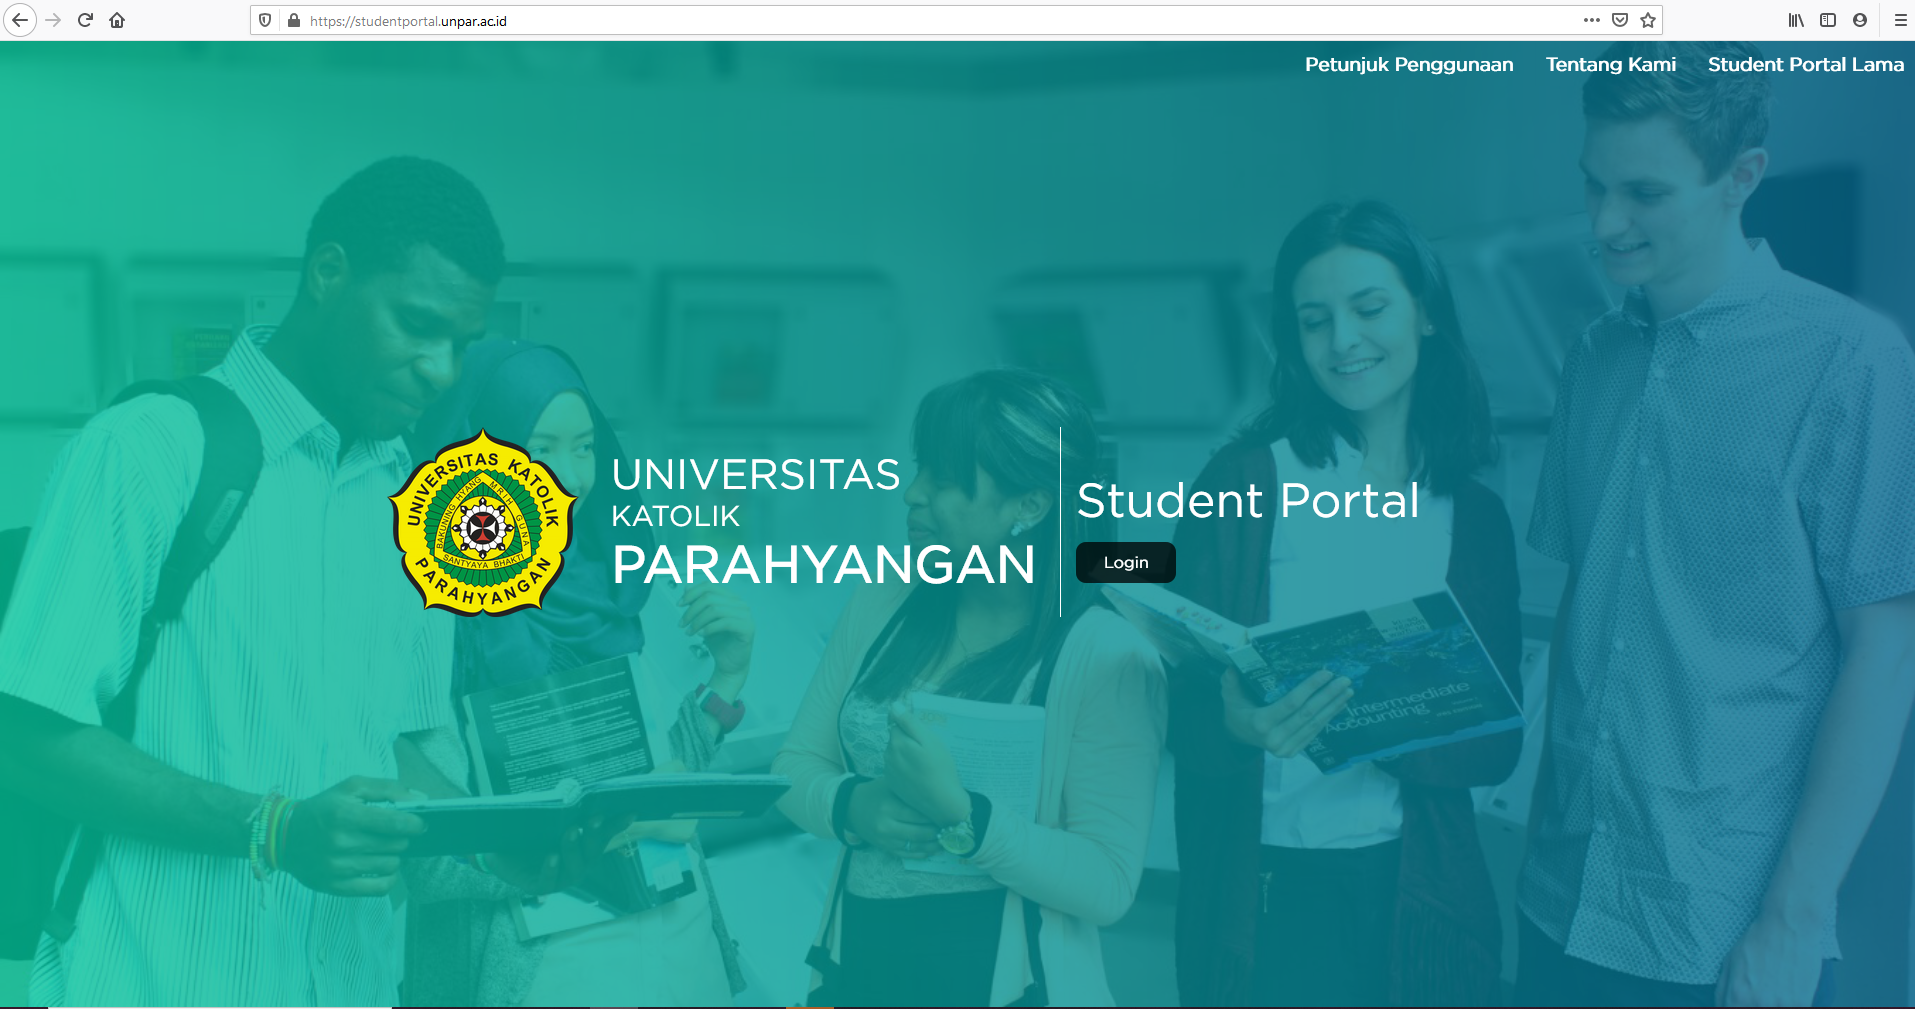 https://studentportal.unpar.ac.id
Petunjuk Penggunaan
Tentang Kami
Student Portal Lama
UNIVERSITAS KATOLIK
PARAHYANGAN
BAKUNING HYANG MRIH GUNA
SANTYAYA BHAKTI
UNIVERSITAS
KATOLIK
PARAHYANGAN
Student Portal
Login
Intermediate
Accounting